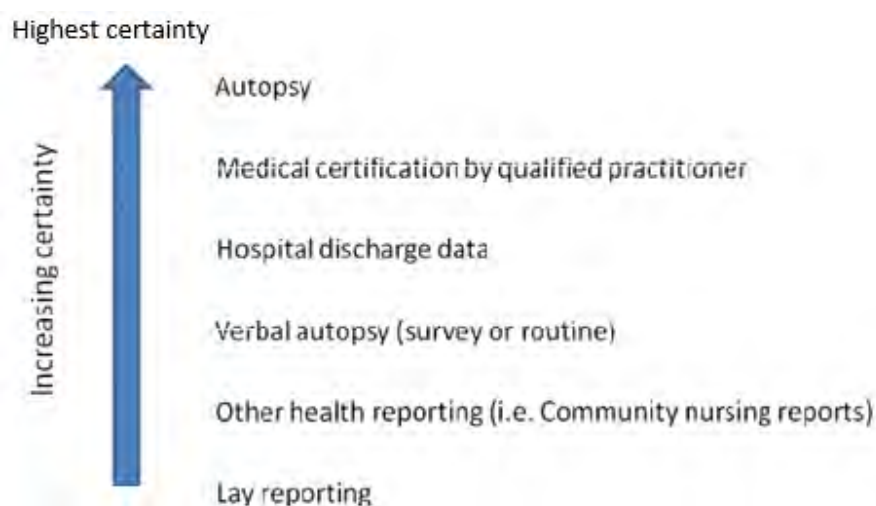 Highest certainty
Increasing certainty
Autopsy
Medical certification by qualified practitioner
Hospital discharge data
Verbal autopsy (survey or routine)
Other health reporting (i.e. Community nursing reports)
Lay reporting